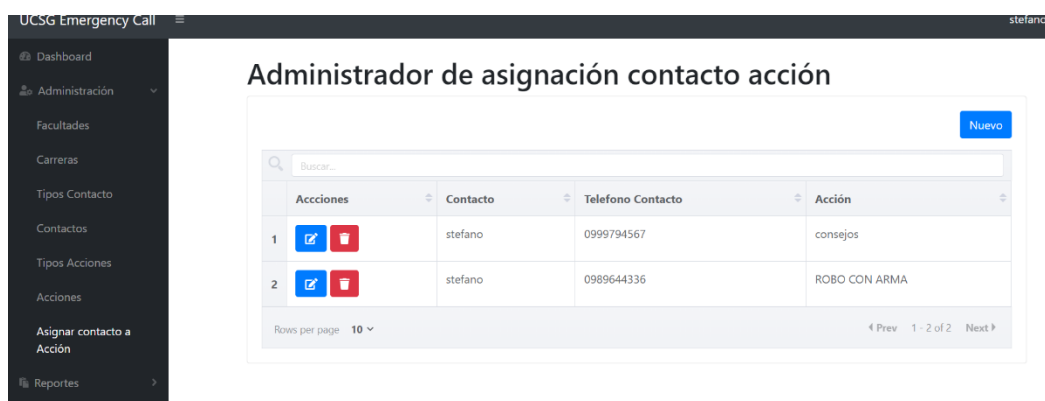 UCSG Emergency Call
stefano
Dashboard
Administración
Facultades
Carreras
Tipos Contacto
Contactos
Tipos Acciones
Acciones
Asignar contacto a
Acción
Reportes
Administrador de asignación contacto acción
Nuevo
Buscar...
Accciones Contacto Telefono Contacto Acción
1 stefano 0999794567 consejos
2 stefano 0989644336 ROBO CON ARMA
Rows per page 10 Prev 1 - 2 of 2 Next